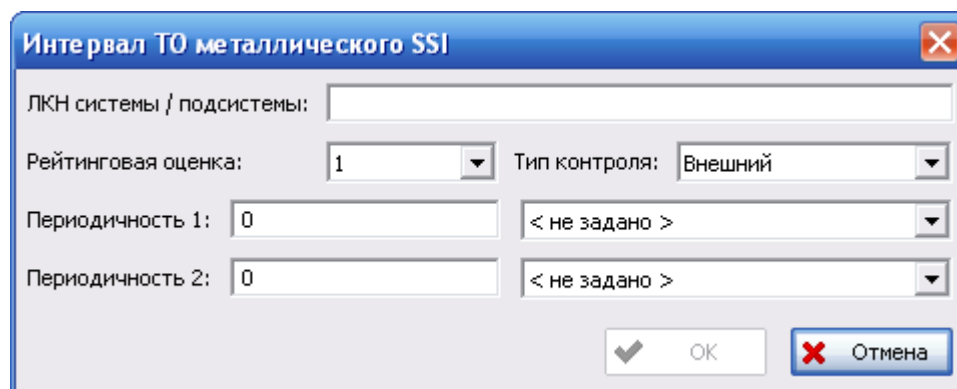 Интервал ТО металлического SSI
ЛКН системы / подсистемы:
Рейтинговая оценка: 1 Тип контроля: Внешний
Периодичность 1: 0 < не задано >
Периодичность 2: 0 < не задано >
OK Отмена